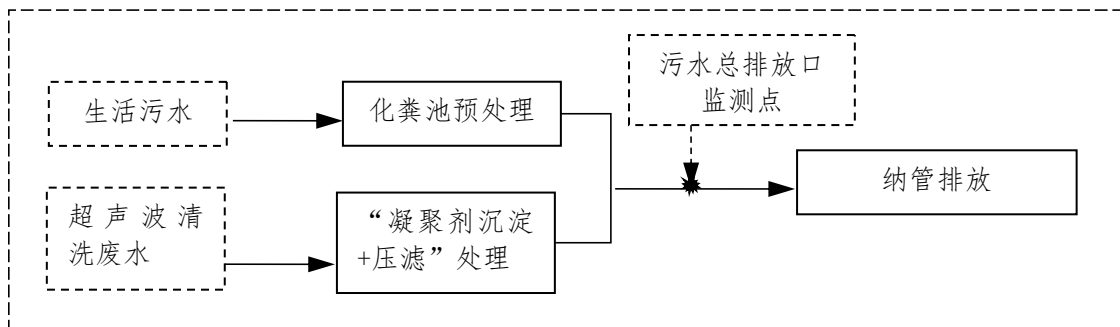 污水总排放口
监测点
生活污水
化粪池预处理
纳管排放
超声波清
洗废水
“凝聚剂沉淀
+压滤”处理